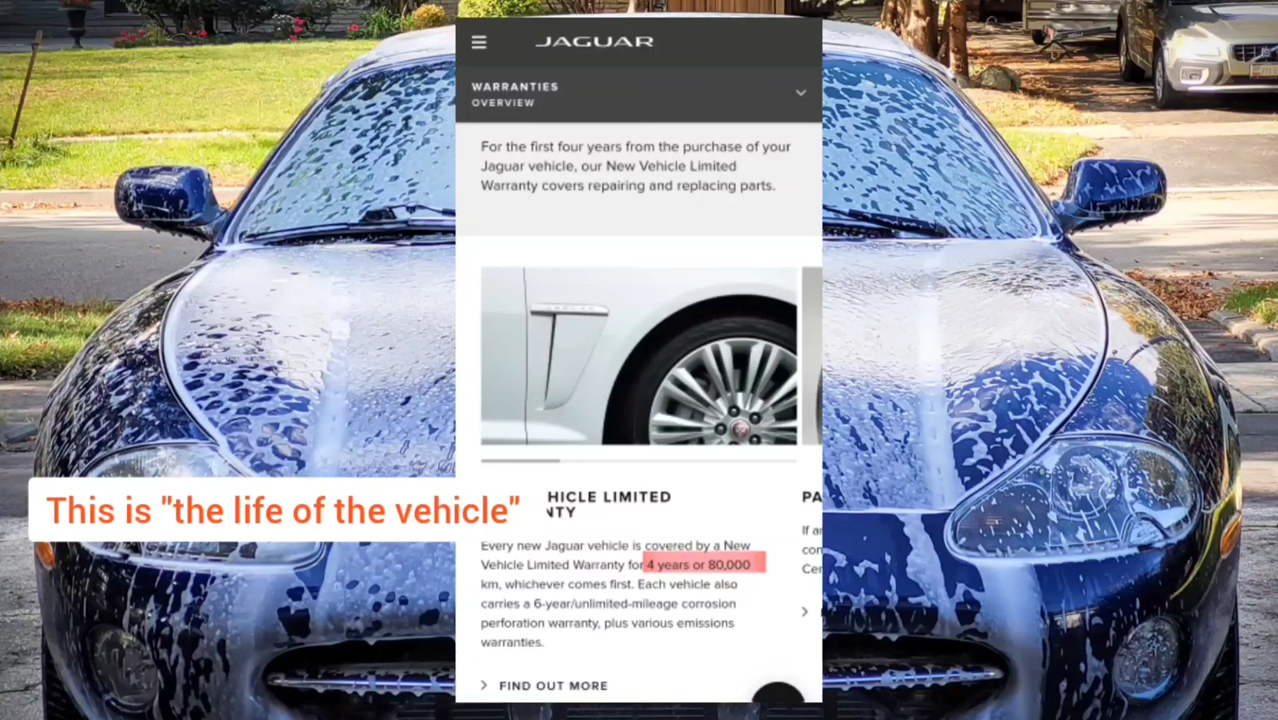 JAGUAR
WARRANTIES
OVERVIEW
For the first four years from the purchase of your
Jaguar vehicle, our New Vehicle Limited
Warranty covers repairing and replacing parts.
This is "the life of the vehicle"
HICLE LIMITED
NTY
Every new Jaguar vehicle is covered by a New
Vehicle Limited Warranty for 4 years or 80,000
km, whichever comes first. Each vehicle also
carries a 6-year/unlimited-mileage corrosion
perforation warranty, plus various emissions
warranties.
FIND OUT MORE
PA
If a
con
Ce